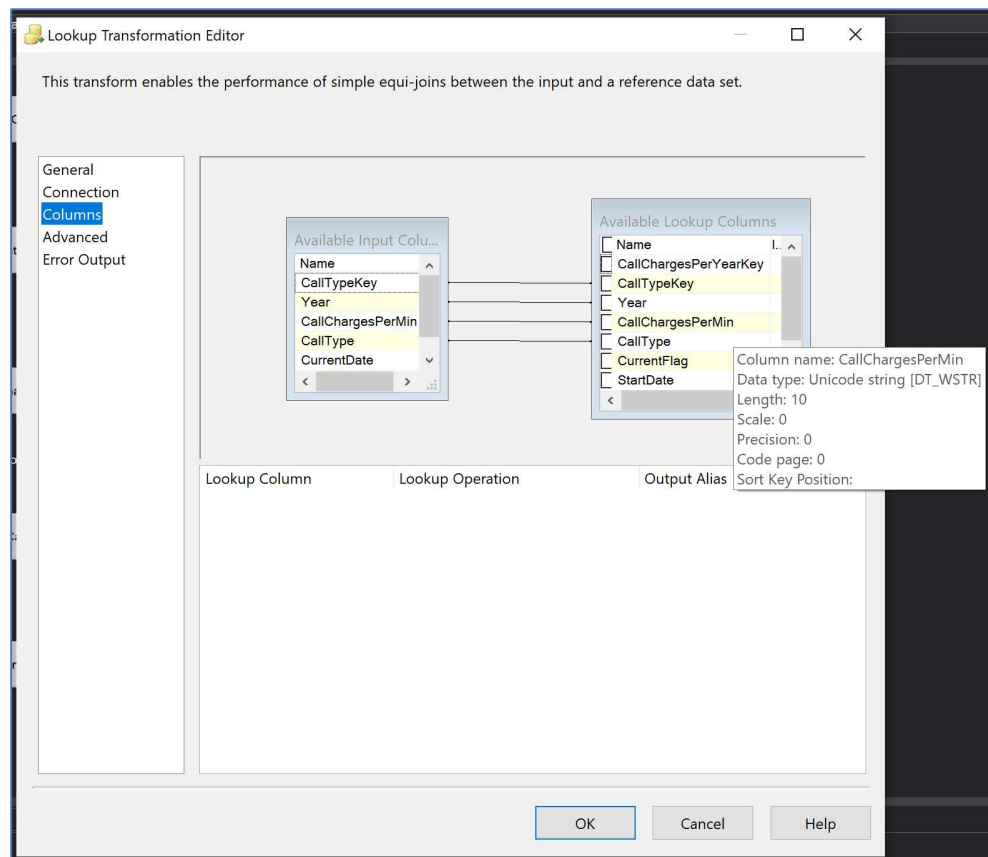 Lookup Transformation Editor
This transform enables the performance of simple equi-joins between the input and a reference data set.
General
Connection
Columns
Advanced
Error Output
Available Input Colu...
Name
CallTypeKey
Year
CallChargesPerMin
CallType
CurrentDate
Available Lookup Columns
Name I..
CallChargesPerYearKey
CallTypeKey
Year
CallChargesPerMin
CallType
CurrentFlag
StartDate
Column name: CallChargesPerMin
Data type: Unicode string [DT_WSTR]
Length: 10
Scale: 0
Precision: 0
Code page: 0
Sort Key Position:
Lookup Column Lookup Operation Output Alias
OK Cancel Help